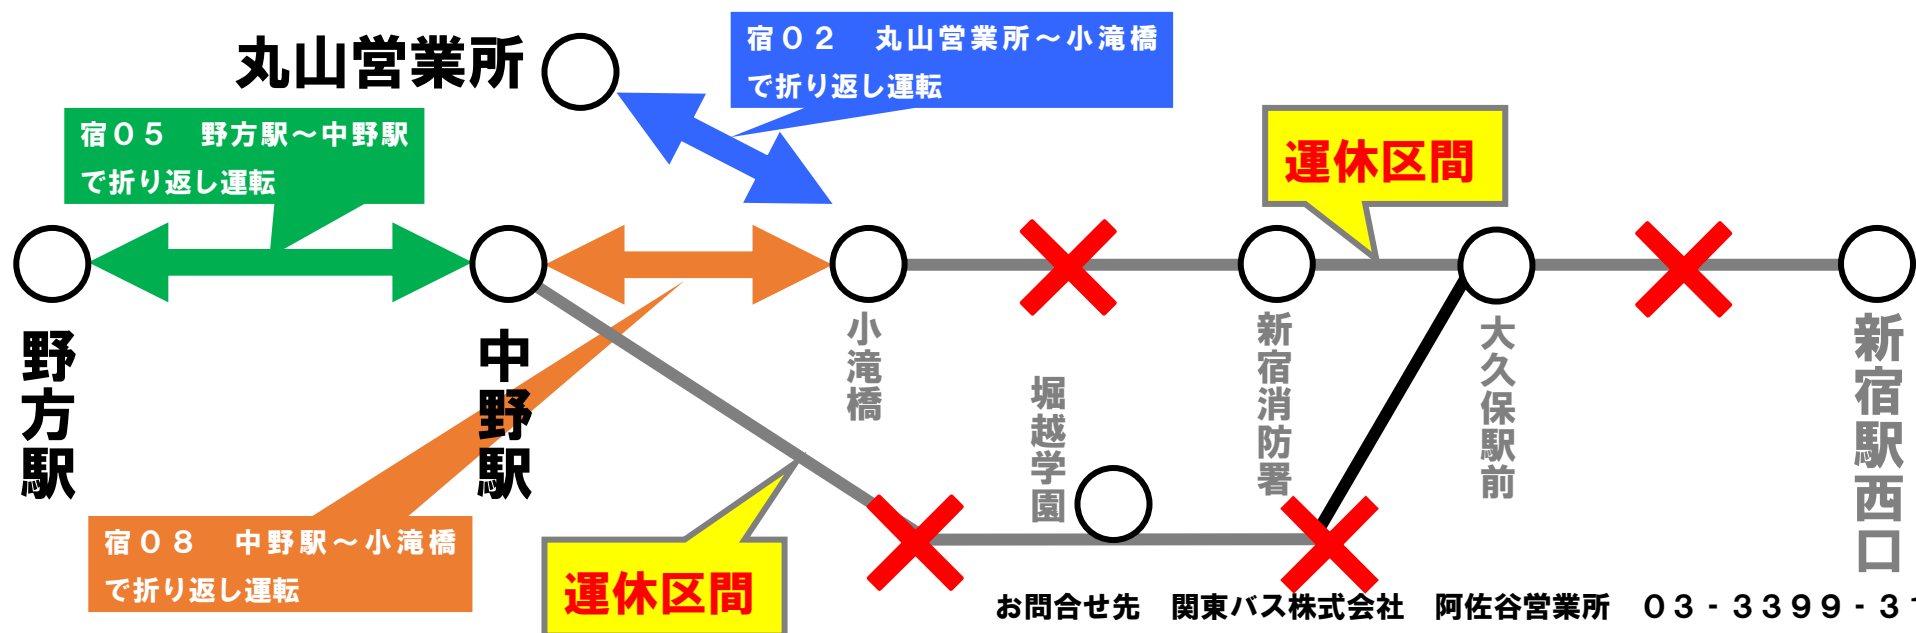 丸山営業所
宿０２　丸山営業所～小滝橋
で折り返し運転
宿０５　野方駅～中野駅
で折り返し運転
運休区間
野方駅
中野駅
小滝橋
堀越学園
新宿消防署
大久保駅前
新宿駅西口
宿０８　中野駅～小滝橋
で折り返し運転
運休区間
お問合せ先　関東バス株式会社　阿佐谷営業所　０３-３３９９-３１